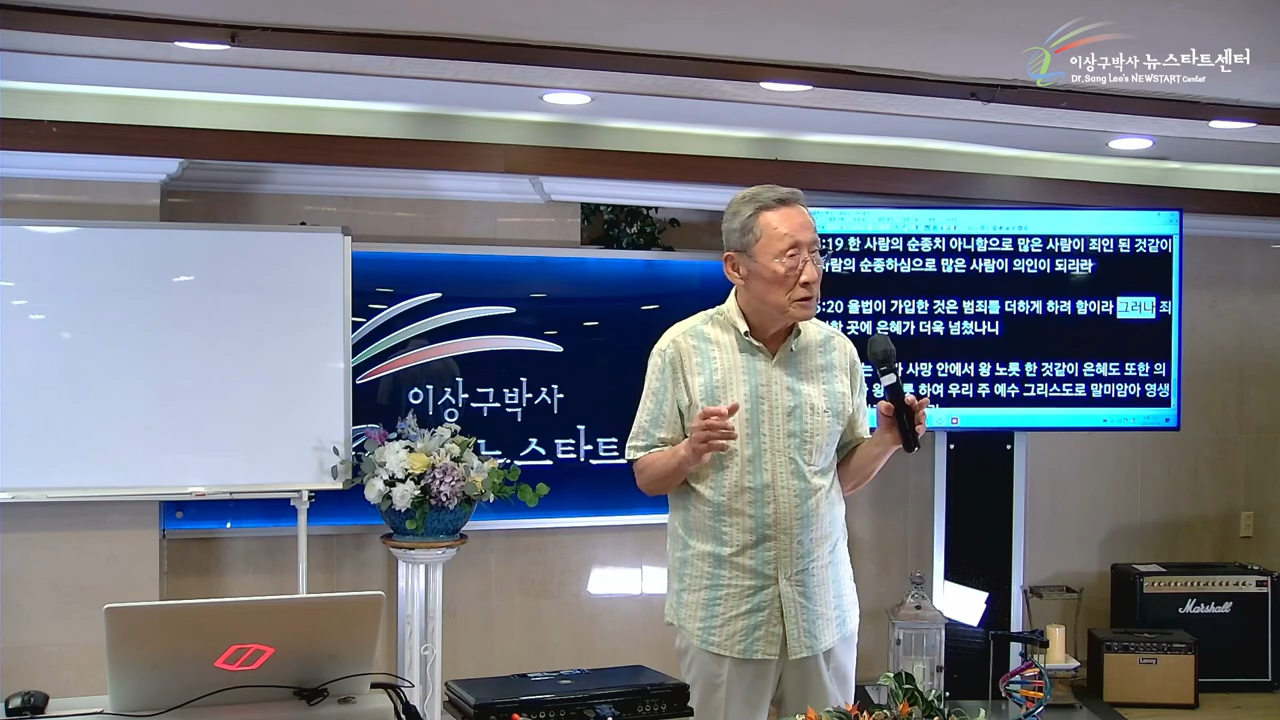 이상구박사 뉴스타트센터
Dr. Sang Lee's NEWSTART Center
:19 한 사람의 순종치 아니함으로 많은 사람이 죄인 된 것같이
사람의 순종하심으로 많은 사람이 의인이 되리라
5:20 율법이 가입한 것은 범죄를 더하게 하려 함이라 그러나 죄
곳에 은혜가 더욱 넘쳤나니
사망 안에서 왕 노릇 한 것같이 은혜도 또한 의
왕 노릇 하여 우리 주 예수 그리스도로 말미암아 영생
이상구박사
뉴스타트
Marshall
Laney